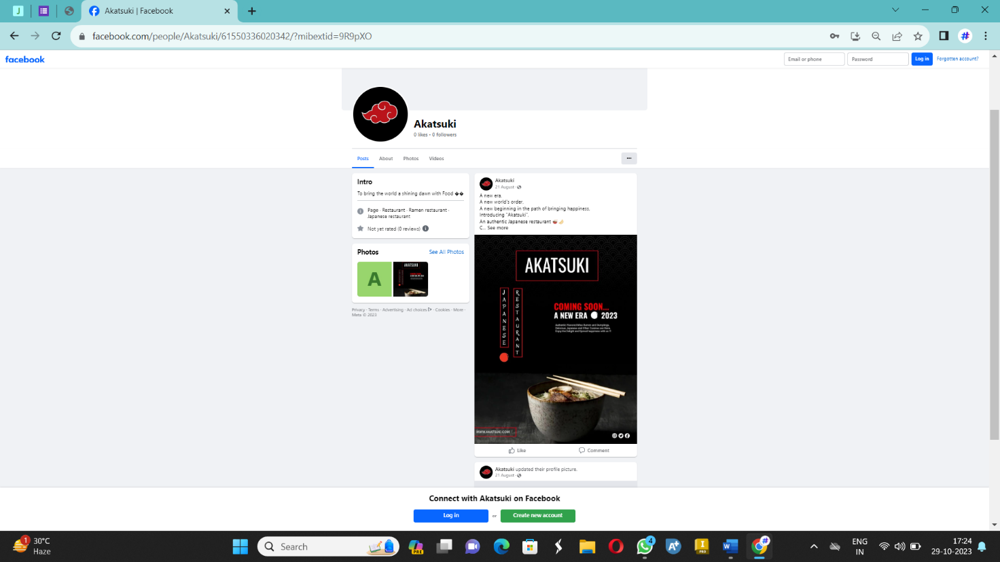 J
Akatsuki | Facebook
facebook.com/people/Akatsuki/61550336020342/?mibextid=9R9pXO
facebook
Email or phone
Password
Log in
Forgotten account?
Akatsuki
0 likes • 0 followers
Posts
About
Photos
Videos
Intro
To bring the world a shining dawn with Food ��
Page · Restaurant · Ramen restaurant ·
Japanese restaurant
Not yet rated (0 reviews)
Photos
See All Photos
A
AKATSUKI
Privacy · Terms · Advertising · Ad choices · Cookies · More ·
Meta © 2023
Akatsuki
21 August ·
A new era,
A new world's order,
A new beginning in the path of bringing happiness,
Introducing "Akatsuki",
An authentic Japanese restaurant 🍲🍜
C... See more
AKATSUKI
JAPANESE
RESTAURANT
COMING SOON...
A NEW ERA 2023
WWW.AKATSUKI.COM
Like
Comment
Akatsuki updated their profile picture.
21 August ·
Connect with Akatsuki on Facebook
Log in
or
Create new account
1
30°C
Haze
Search
PRE
4
A+
I
PRO
W
#
ENG
IN
17:24
29-10-2023